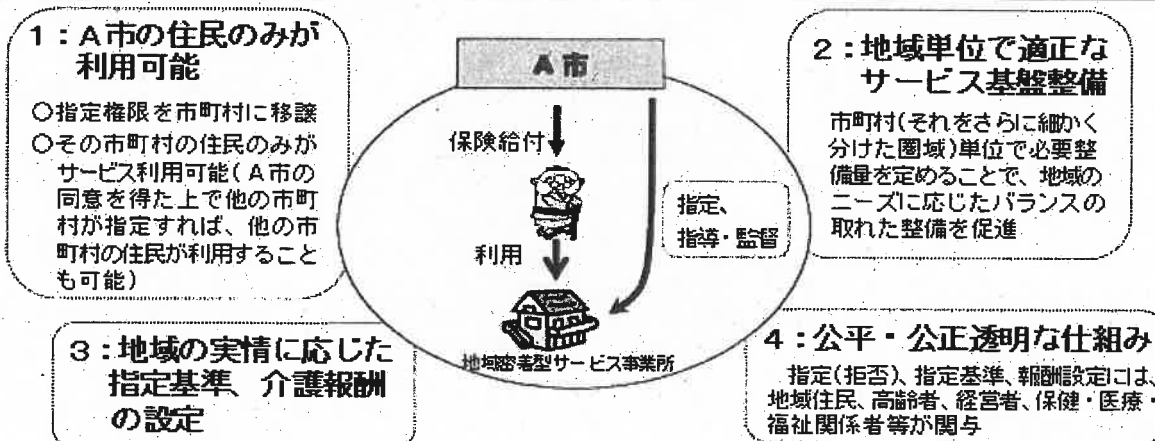 1：A市の住民のみが
利用可能
○指定権限を市町村に移譲
○その市町村の住民のみが
サービス利用可能(A市の
同意を得た上で他の市町
村が指定すれば、他の市
町村の住民が利用すること
も可能)
A市
保険給付
利用
指定、
指導・監督
地域密着型サービス事業所
2：地域単位で適正な
サービス基盤整備
市町村(それをさらに細かく
分けた圏域)単位で必要整
備量を定めることで、地域の
ニーズに応じたバランスの
取れた整備を促進
3：地域の実情に応じた
指定基準、介護報酬
の設定
4：公平・公正透明な仕組み
指定(拒否)、指定基準、報酬設定には、
地域住民、高齢者、経営者、保健・医療・
福祉関係者等が関与